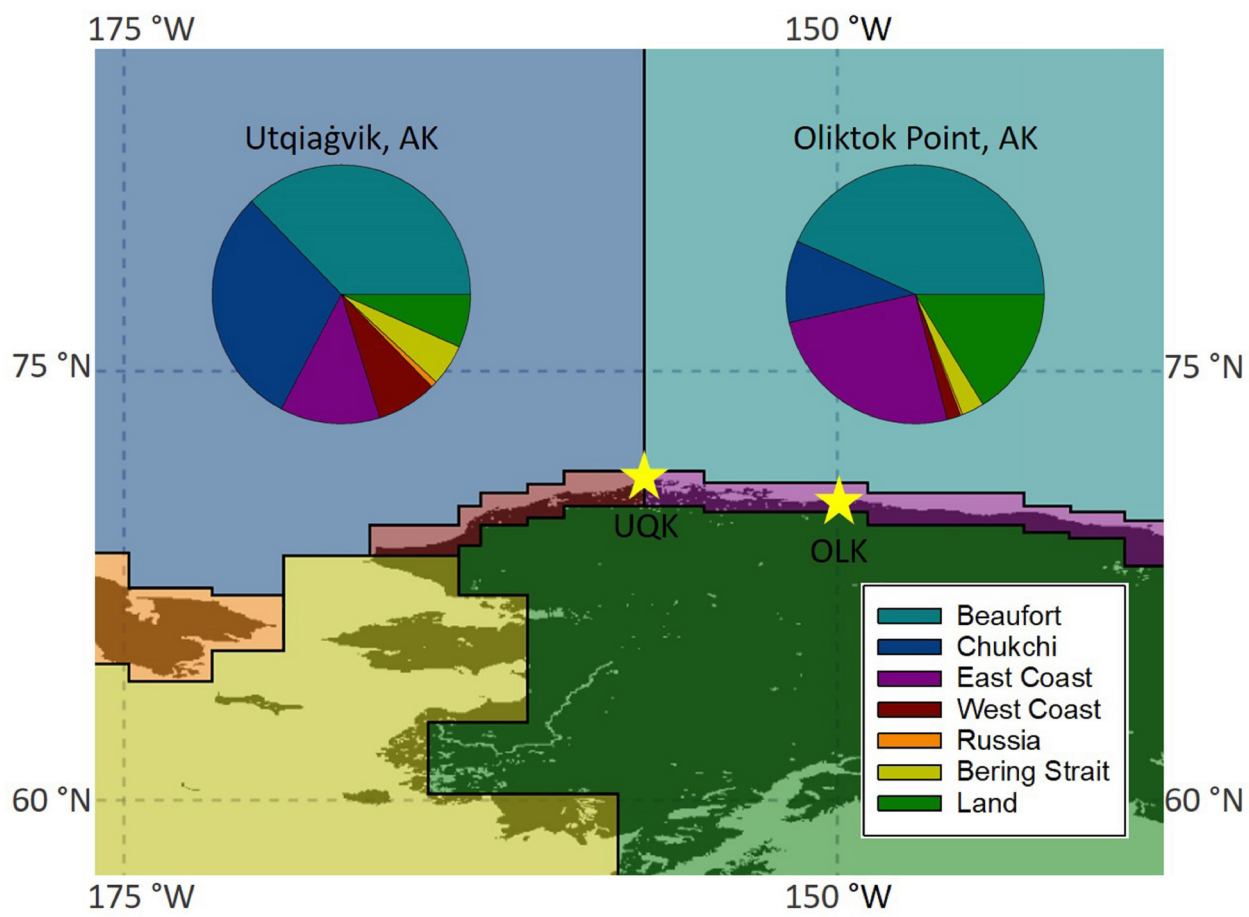 175 °W
150 °W
Utqiaġvik, AK
Oliktok Point, AK
75 °N
75 °N
UQK
OLK
Beaufort
Chukchi
East Coast
West Coast
Russia
Bering Strait
Land
60 °N
60 °N
175 °W
150 °W